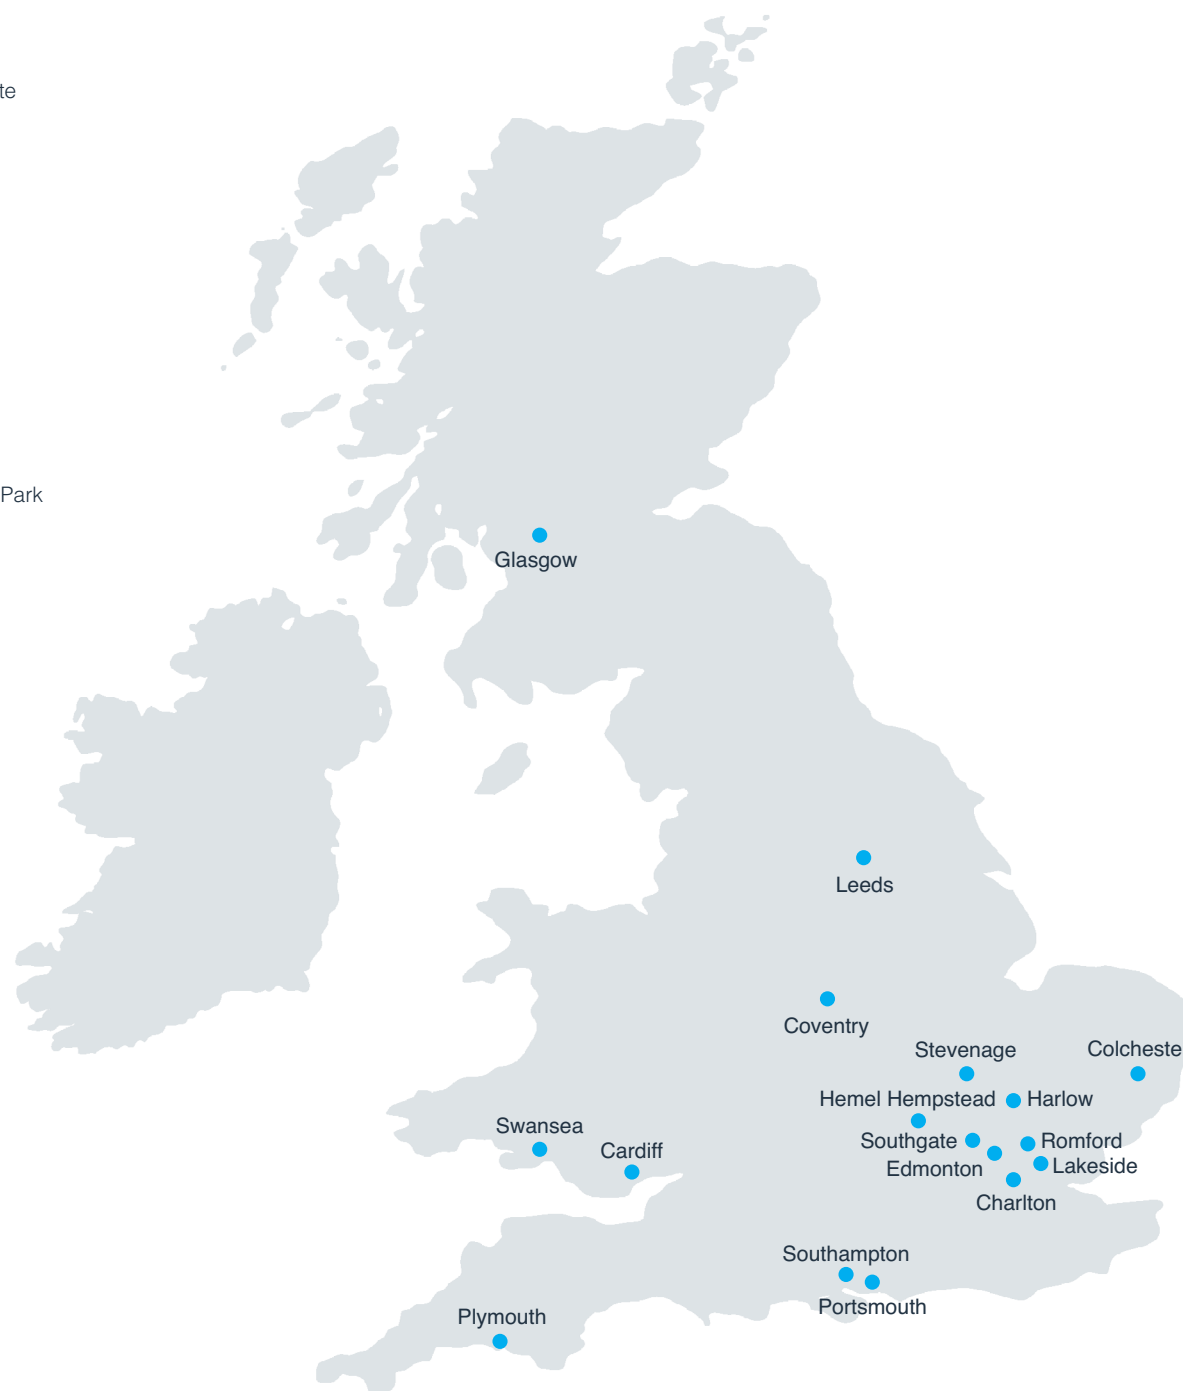 te
Park
Glasgow
Leeds
Coventry
Stevenage
Colcheste
Hemel Hempstead
Harlow
Swansea
Southgate
Romford
Cardiff
Edmonton
Lakeside
Charlton
Southampton
Portsmouth
Plymouth